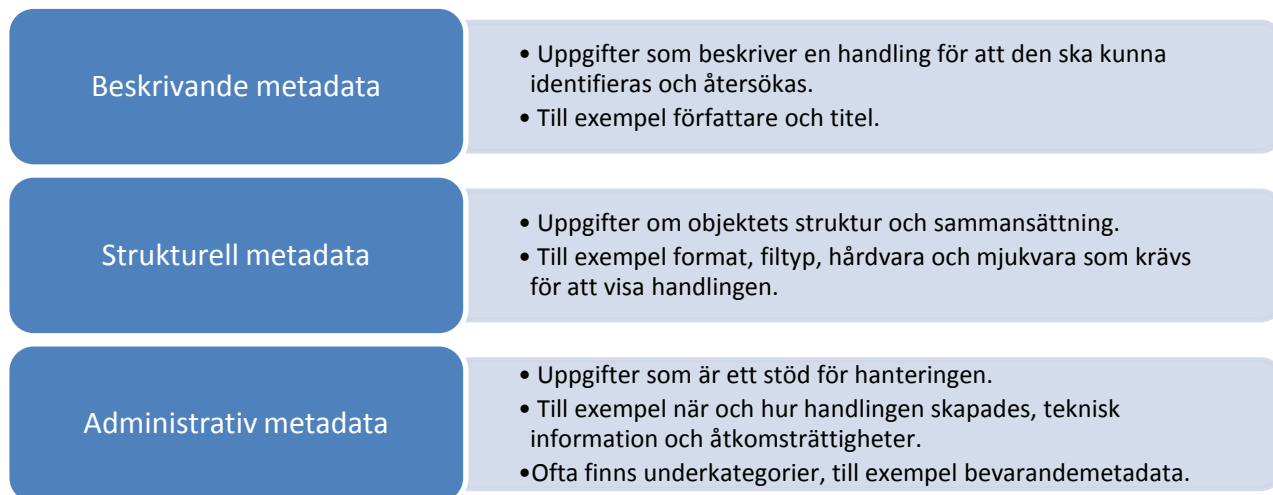 Beskrivande metadata
• Uppgifter som beskriver en handling för att den ska kunna
identifieras och återsökas.
• Till exempel författare och titel.
Strukturell metadata
• Uppgifter om objektets struktur och sammansättning.
• Till exempel format, filtyp, hårdvara och mjukvara som krävs
för att visa handlingen.
Administrativ metadata
• Uppgifter som är ett stöd för hanteringen.
• Till exempel när och hur handlingen skapades, teknisk
information och åtkomsträttigheter.
•Ofta finns underkategorier, till exempel bevarandemetadata.